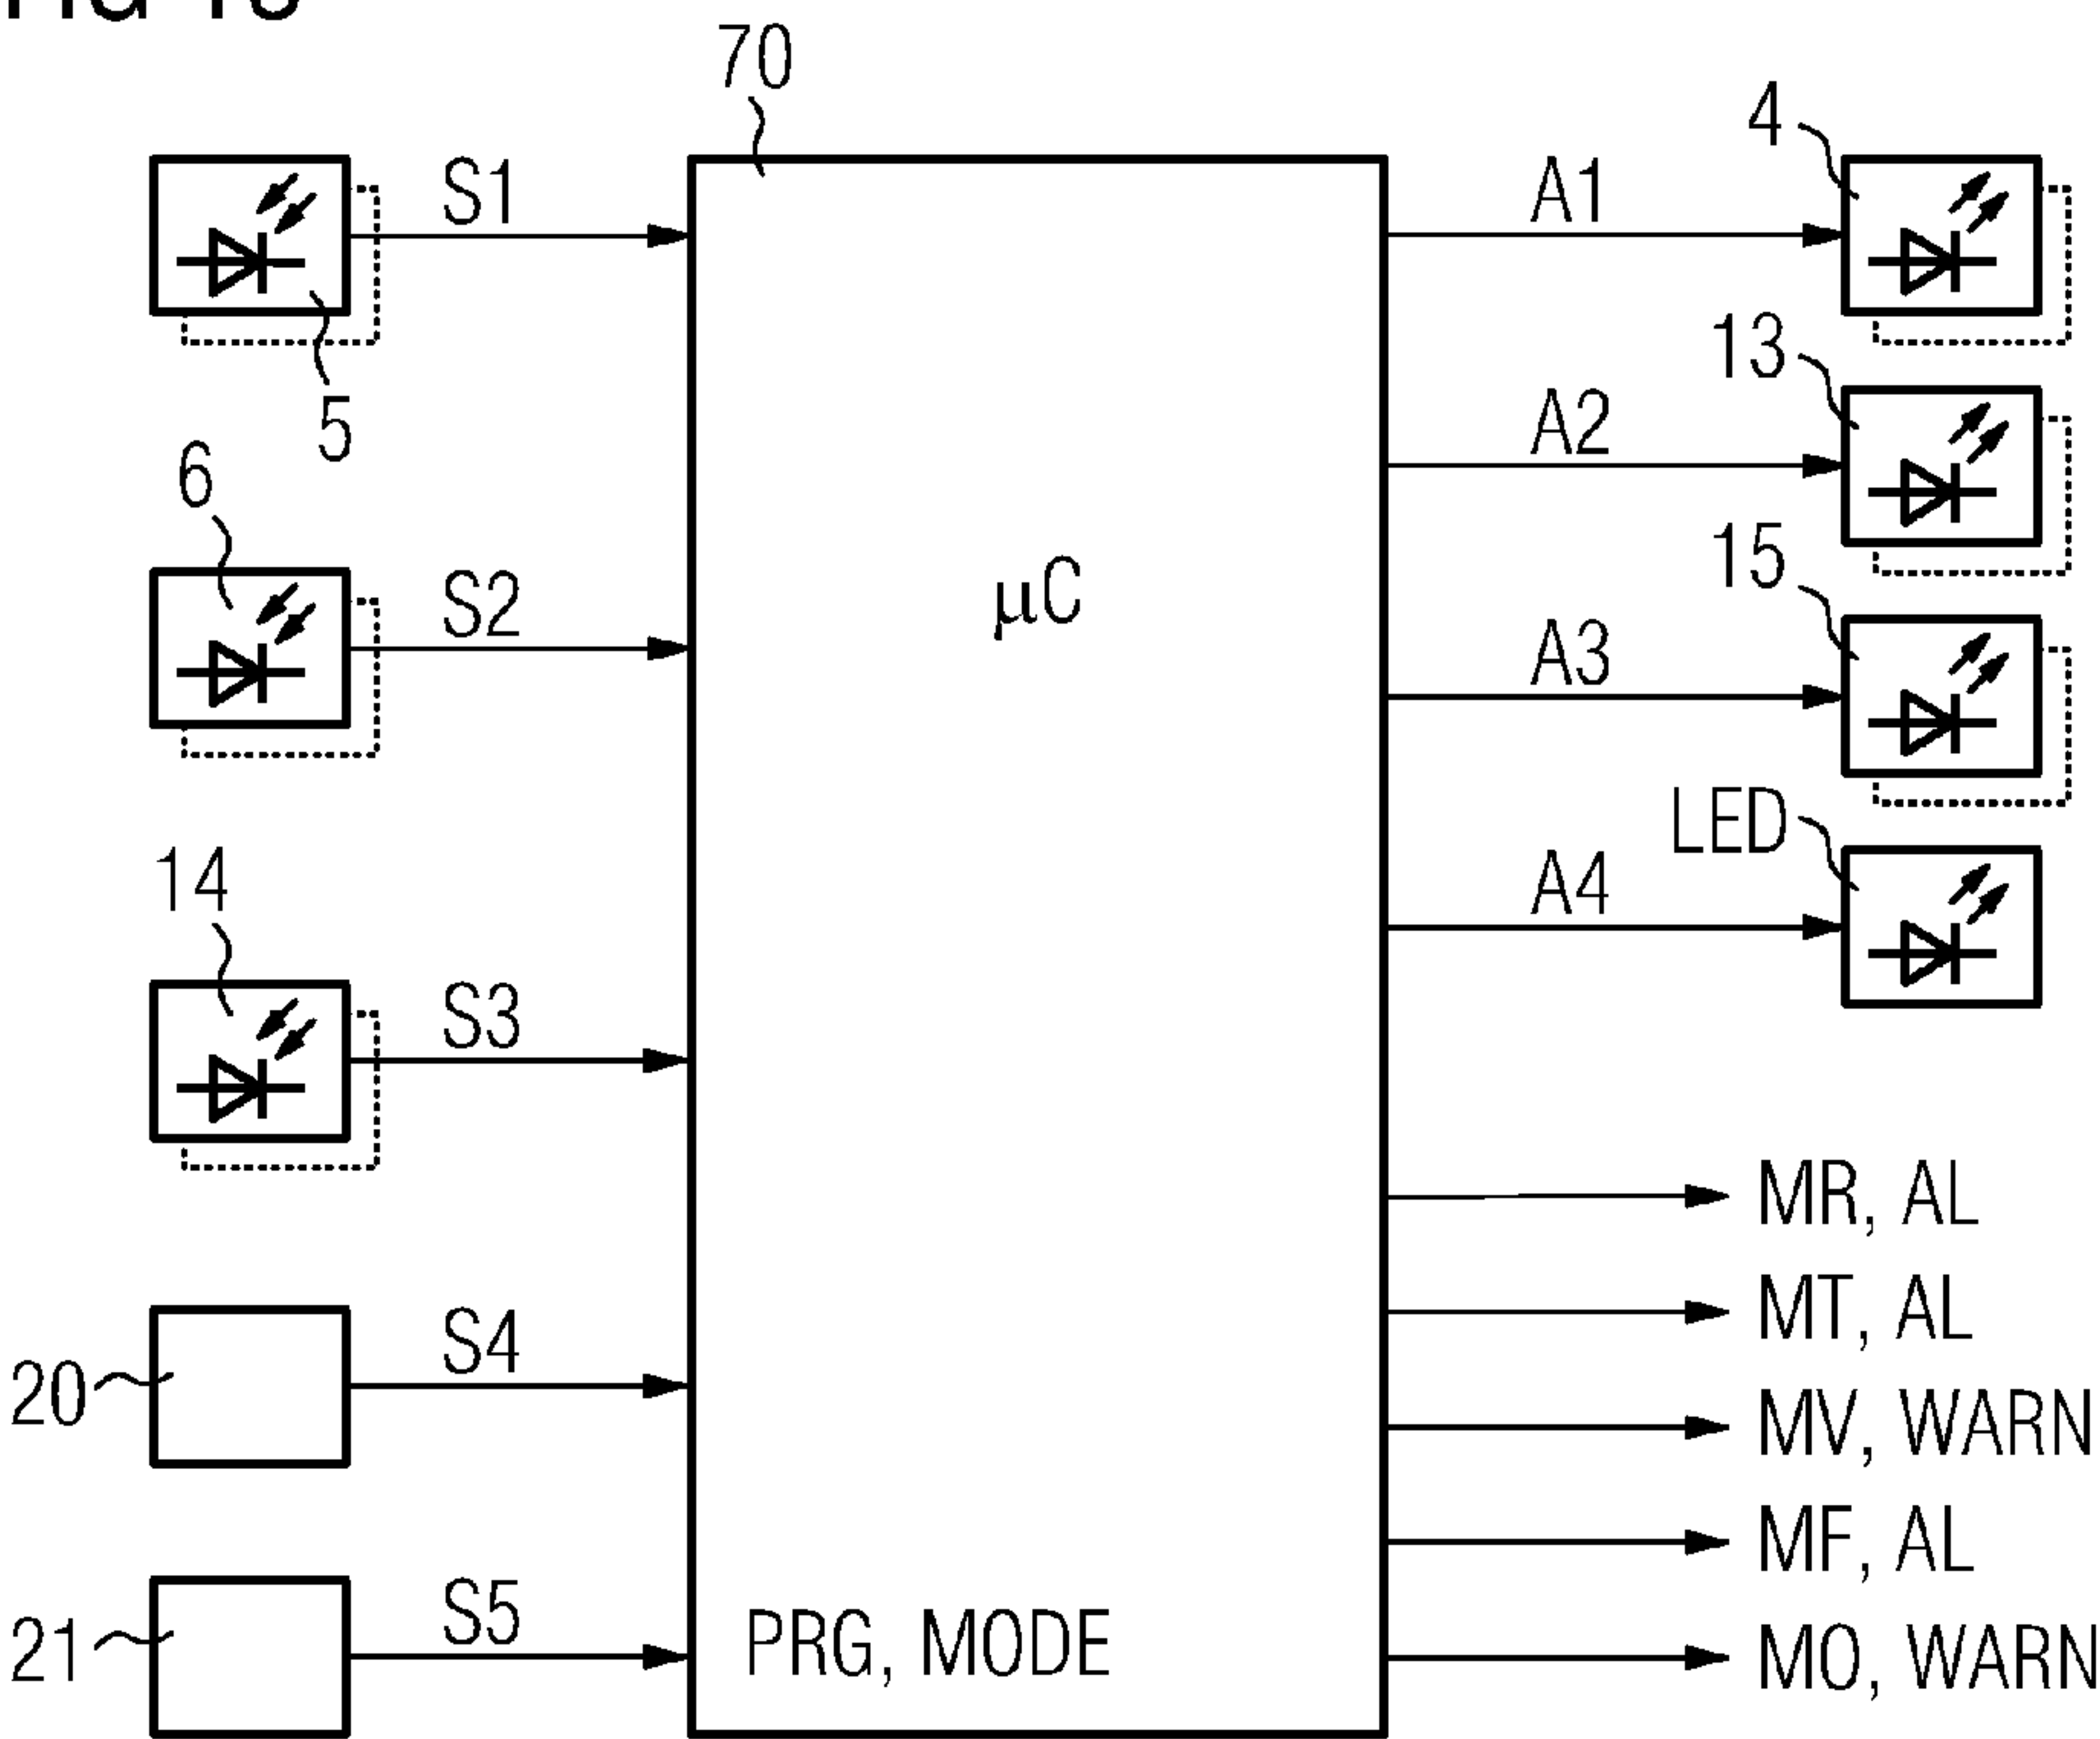 70
4
S1
A1
13
5
A2
6
15
S2
µC
A3
LED
14
A4
S3
MR, AL
MT, AL
S4
20
MV, WARN
MF, AL
S5
21
PRG, MODE
MO, WARN